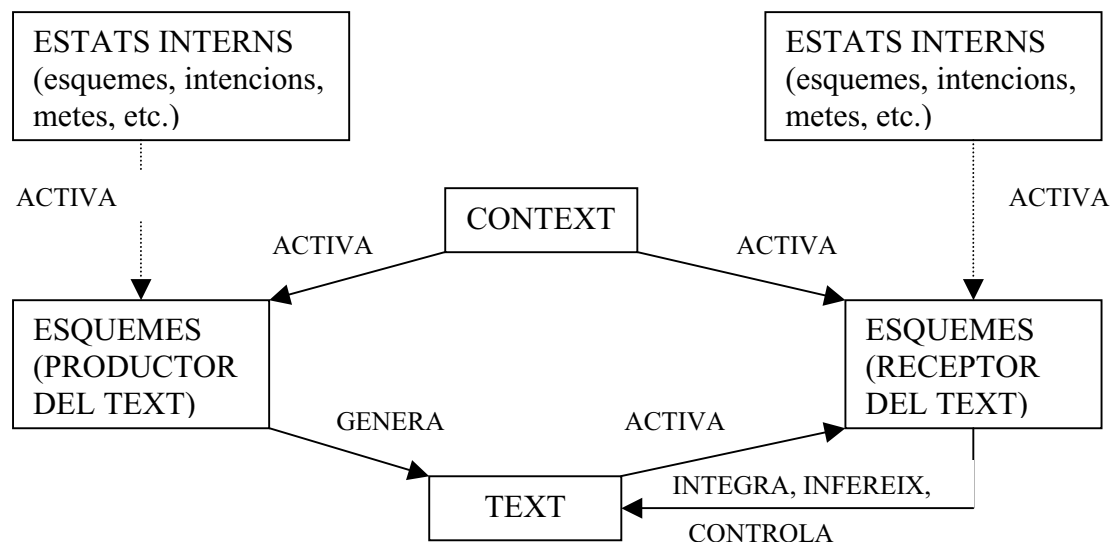 ESTATS INTERNS
(esquemes, intencions,
metes, etc.)
ESTATS INTERNS
(esquemes, intencions,
metes, etc.)
ACTIVA
ACTIVA
CONTEXT
ACTIVA
ACTIVA
ESQUEMES
(PRODUCTOR
DEL TEXT)
ESQUEMES
(RECEPTOR
DEL TEXT)
GENERA
ACTIVA
TEXT
INTEGRA, INFEREIX,
CONTROLA